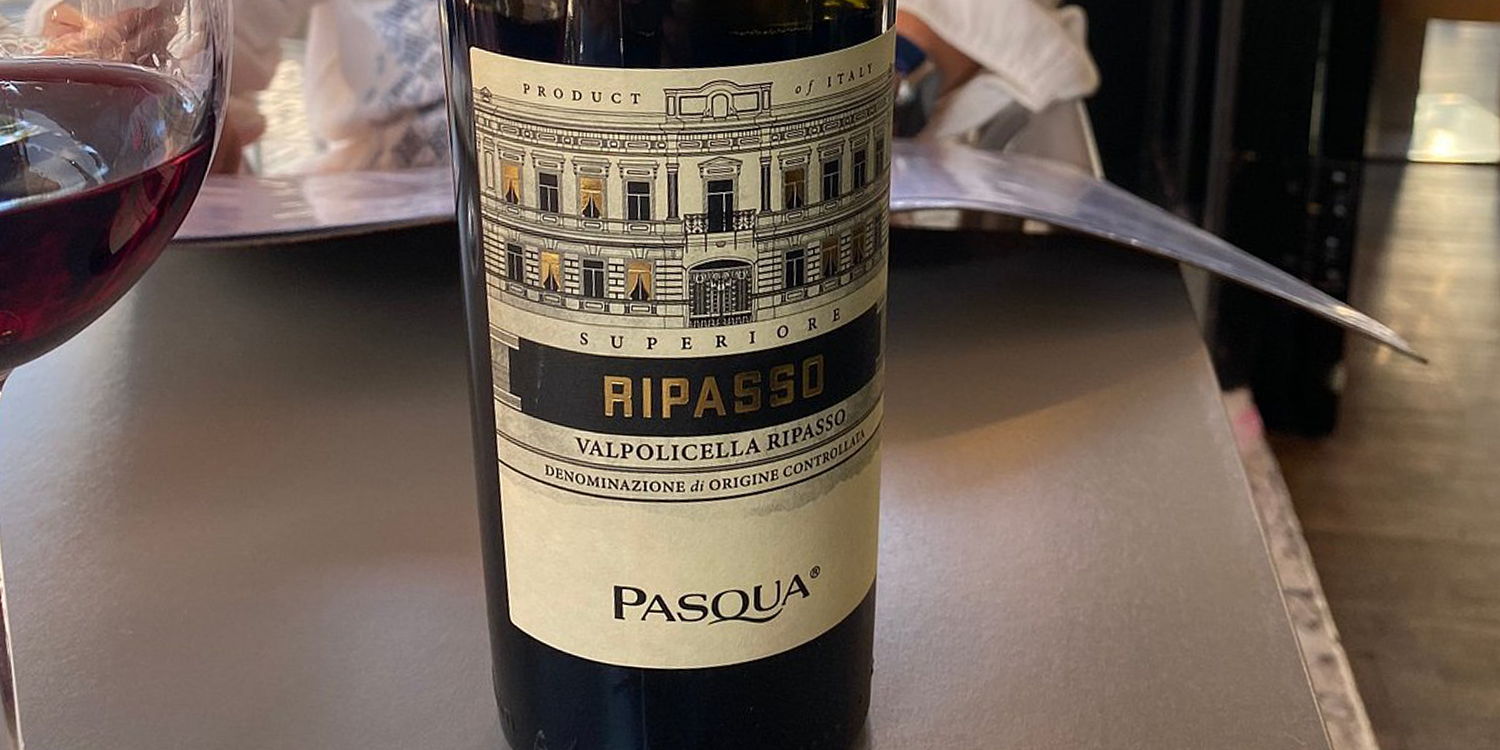 PRODUCT of ITALY
SUPERIORE
RIPASSO
VALPOLICELLA RIPASSO
DENOMINAZIONE di ORIGINE CONTROLLATA
PASQUA®